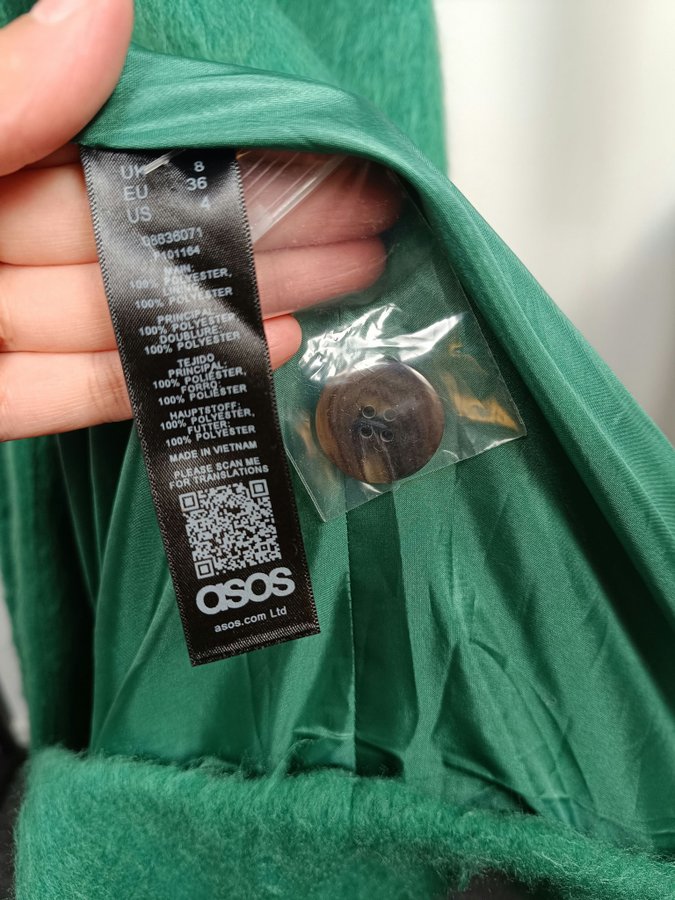 UK 8
EU 36
US 4
08636071
MAIN:
100% POLYESTER,
100% POLYESTER
PRINCIPAL:
100% POLYESTER
DOUBLURE:
100% POLYESTER
TEJIDO
PRINCIPAL:
100% POLIÉSTER,
FORRO:
100% POLIÉSTER
HAUPTSTOFF:
100% POLYESTER,
FUTTER:
100% POLYESTER
MADE IN VIETNAM
PLEASE SCAN ME
FOR TRANSLATIONS
asos
asos.com Ltd